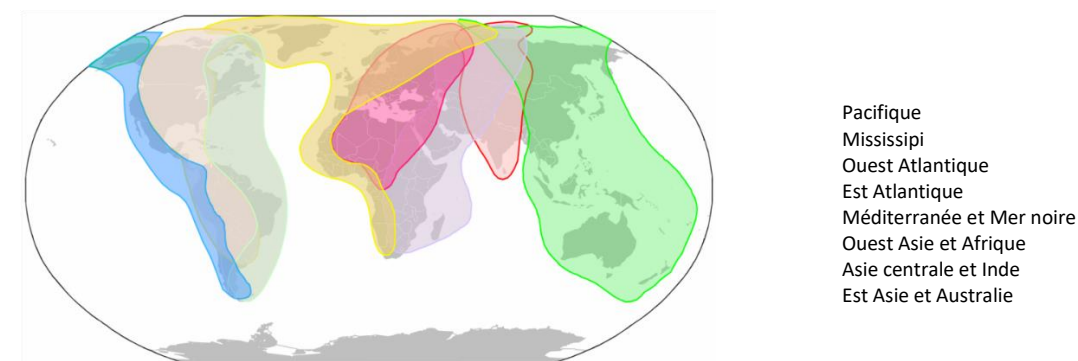 Pacifique
Mississipi
Ouest Atlantique
Est Atlantique
Méditerranée et Mer noire
Ouest Asie et Afrique
Asie centrale et Inde
Est Asie et Australie